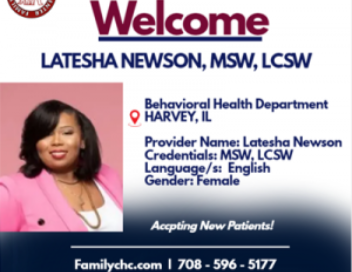 Welcome
LATESHA NEWSON, MSW, LCSW
Behavioral Health Department
HARVEY, IL
Provider Name: Latesha Newson
Credentials: MSW, LCSW
Language/s: English
Gender: Female
Accpting New Patients!
Familychc.com | 708 - 596 - 5177